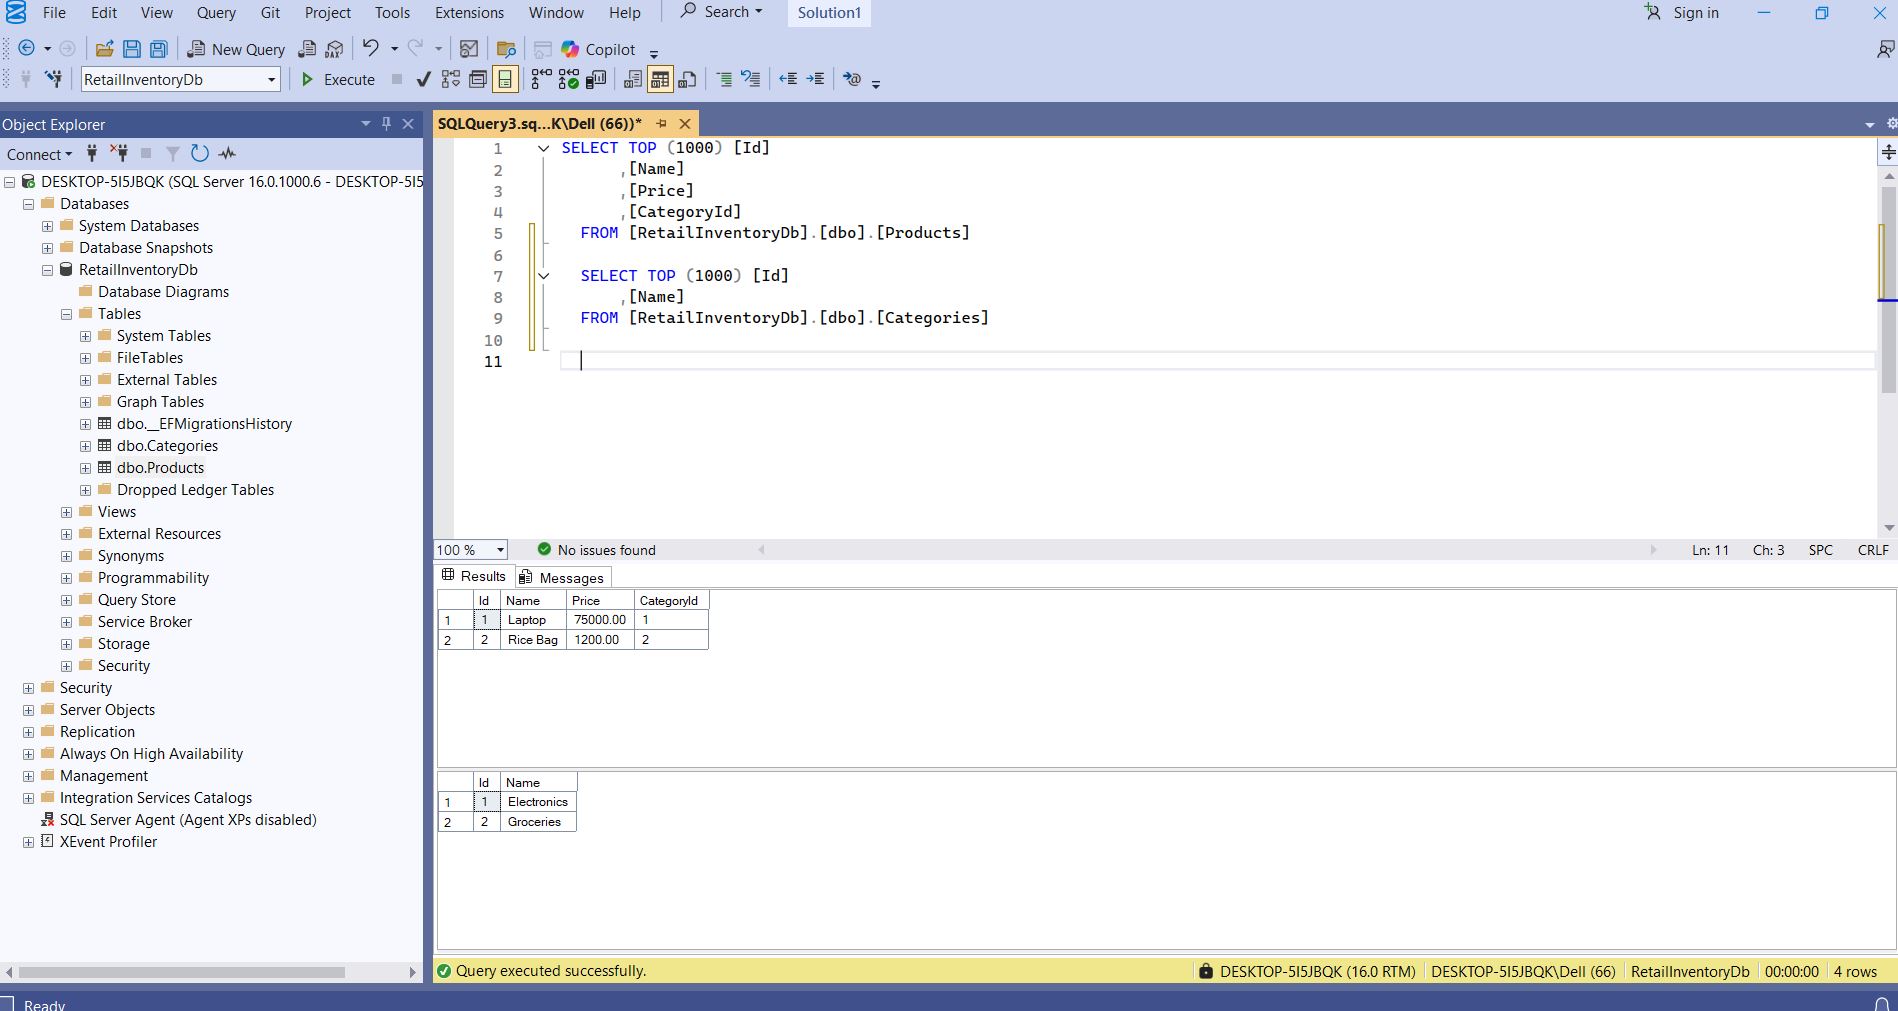 File Edit View Query Git Project Tools Extensions Window Help Search Solution1 Sign in
New Query DAX Copilot
RetailInventoryDb Execute
Object Explorer
Connect
DESKTOP-5I5JBQK (SQL Server 16.0.1000.6 - DESKTOP-5I5
Databases
System Databases
Database Snapshots
RetailInventoryDb
Database Diagrams
Tables
System Tables
FileTables
External Tables
Graph Tables
dbo.__EFMigrationsHistory
dbo.Categories
dbo.Products
Dropped Ledger Tables
Views
External Resources
Synonyms
Programmability
Query Store
Service Broker
Storage
Security
Security
Server Objects
Replication
Always On High Availability
Management
Integration Services Catalogs
SQL Server Agent (Agent XPs disabled)
XEvent Profiler
SQLQuery3.sq...K\Dell (66))*
1 SELECT TOP (1000) [Id]
2 ,[Name]
3 ,[Price]
4 ,[CategoryId]
5 FROM [RetailInventoryDb].[dbo].[Products]
6
7 SELECT TOP (1000) [Id]
8 ,[Name]
9 FROM [RetailInventoryDb].[dbo].[Categories]
10
11
100 % No issues found Ln: 11 Ch: 3 SPC CRLF
Results Messages
Id Name Price CategoryId
1 1 Laptop 75000.00 1
2 2 Rice Bag 1200.00 2
Id Name
1 1 Electronics
2 2 Groceries
Query executed successfully. DESKTOP-5I5JBQK (16.0 RTM) DESKTOP-5I5JBQK\Dell (66) RetailInventoryDb 00:00:00 4 rows
Ready